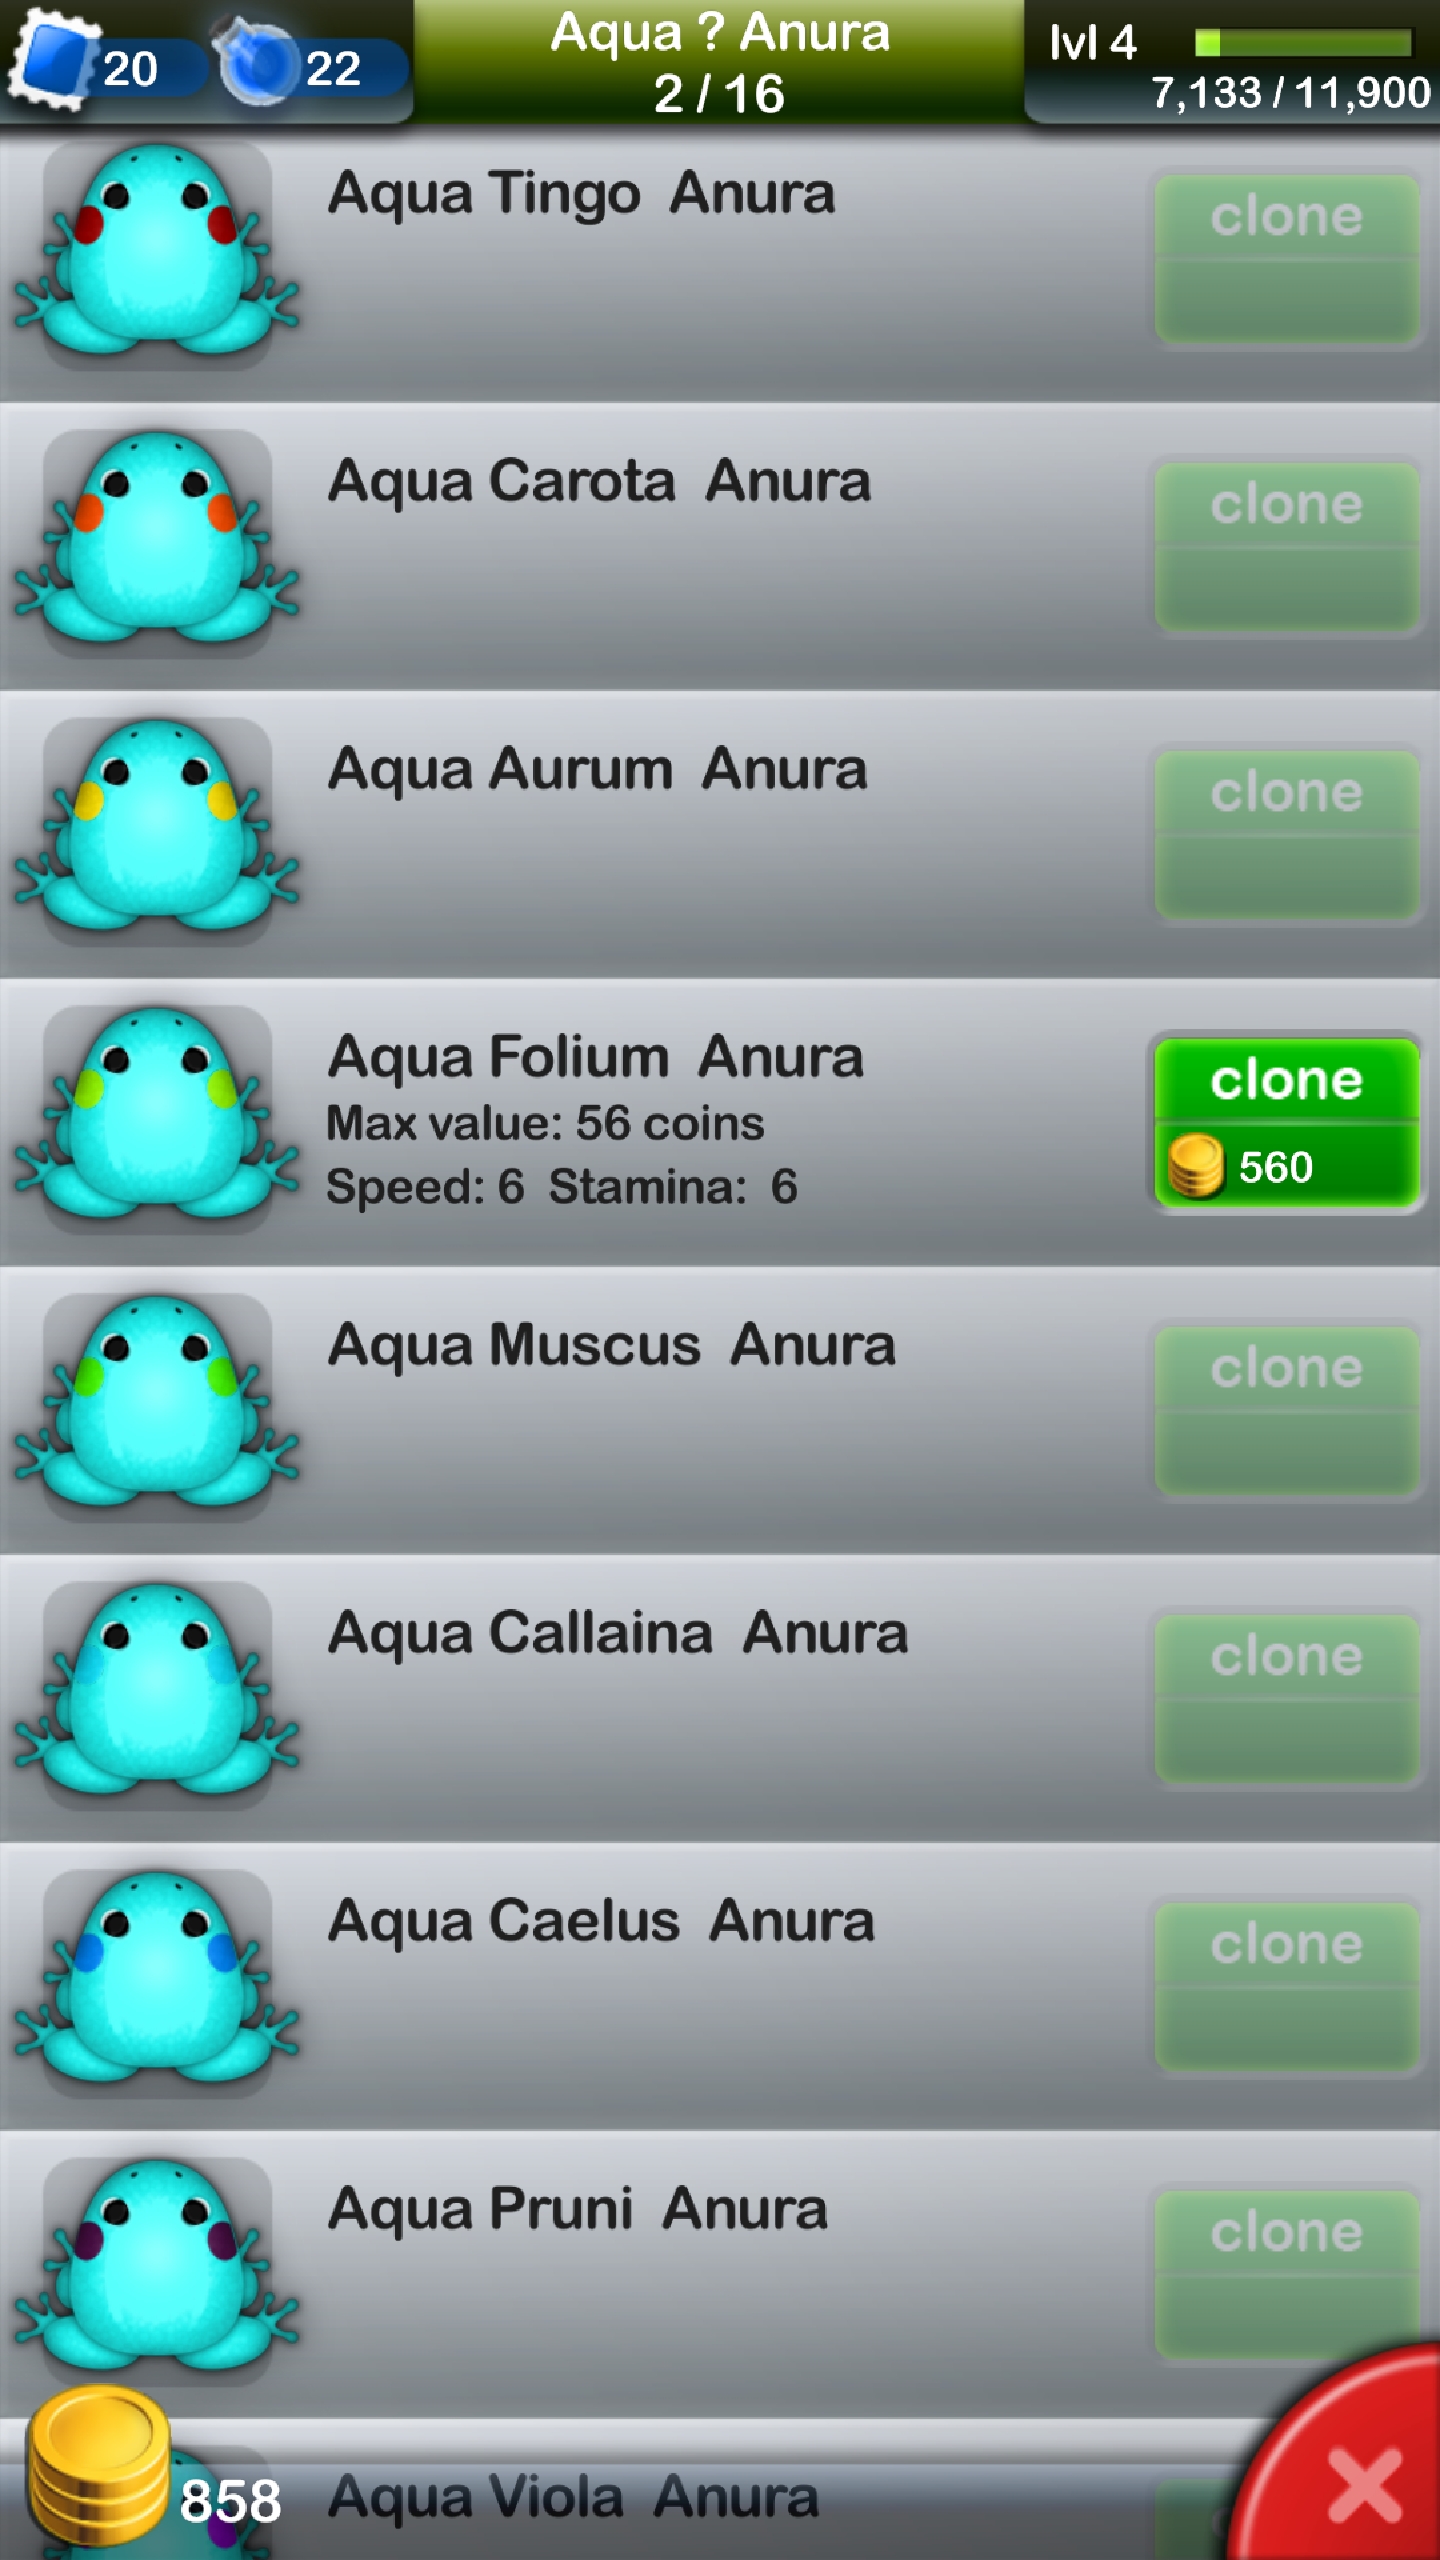 20
22
Aqua ? Anura
2 / 16
lvl 4
7,133 / 11,900
Aqua Tingo Anura
clone
Aqua Carota Anura
clone
Aqua Aurum Anura
clone
Aqua Folium Anura
Max value: 56 coins
Speed: 6 Stamina: 6
clone
560
Aqua Muscus Anura
clone
Aqua Callaina Anura
clone
Aqua Caelus Anura
clone
Aqua Pruni Anura
clone
858
Aqua Viola Anura